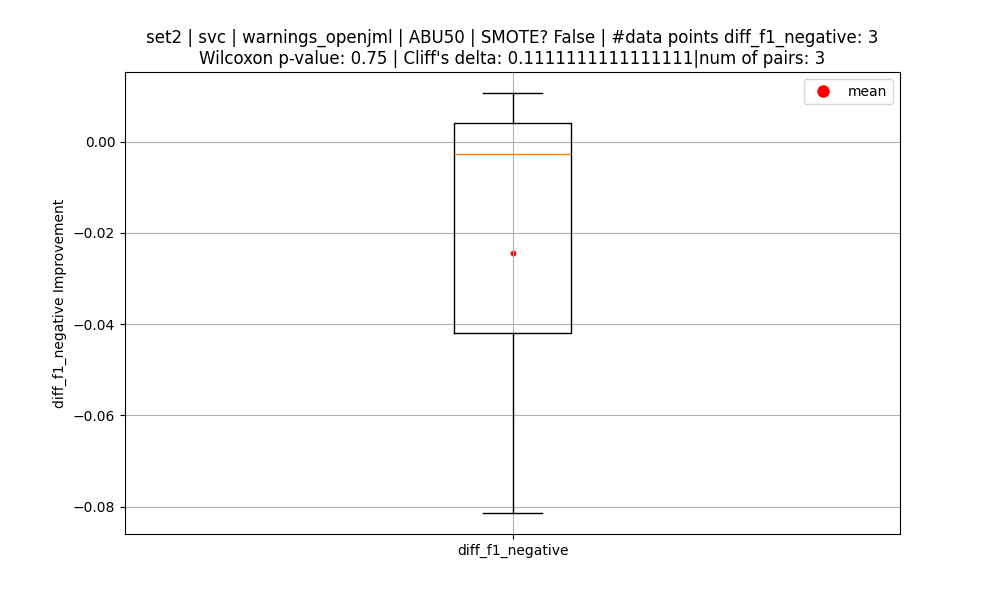 set2 | svc | warnings_openjml | ABU50 | SMOTE? False | #data points diff_f1_negative: 3
Wilcoxon p-value: 0.75 | Cliff's delta: 0.1111111111111111|num of pairs: 3
mean
0.00
−0.02
−0.04
−0.06
−0.08
diff_f1_negative Improvement
diff_f1_negative